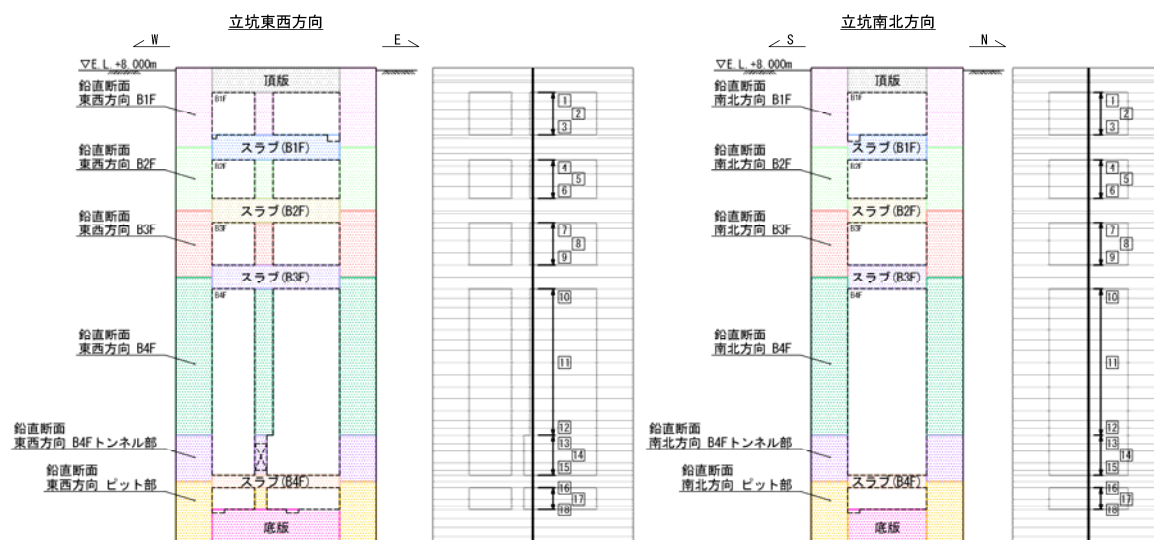 立坑東西方向
W
E
▽E.L.+8.000m
頂版
鉛直断面
東西方向 B1F
B1F
スラブ(B1F)
鉛直断面
東西方向 B2F
B2F
スラブ(B2F)
鉛直断面
東西方向 B3F
B3F
スラブ(B3F)
B4F
鉛直断面
東西方向 B4F
鉛直断面
東西方向 B4Fトンネル部
スラブ(B4F)
鉛直断面
東西方向 ピット部
底版
1
2
3
4
5
6
7
8
9
10
11
12
13
14
15
16
17
18
立坑南北方向
S
N
▽E.L.+8.000m
頂版
鉛直断面
南北方向 B1F
B1F
スラブ(B1F)
鉛直断面
南北方向 B2F
B2F
スラブ(B2F)
鉛直断面
南北方向 B3F
B3F
スラブ(B3F)
B4F
鉛直断面
南北方向 B4F
鉛直断面
南北方向 B4Fトンネル部
スラブ(B4F)
鉛直断面
南北方向 ピット部
底版
1
2
3
4
5
6
7
8
9
10
11
12
13
14
15
16
17
18